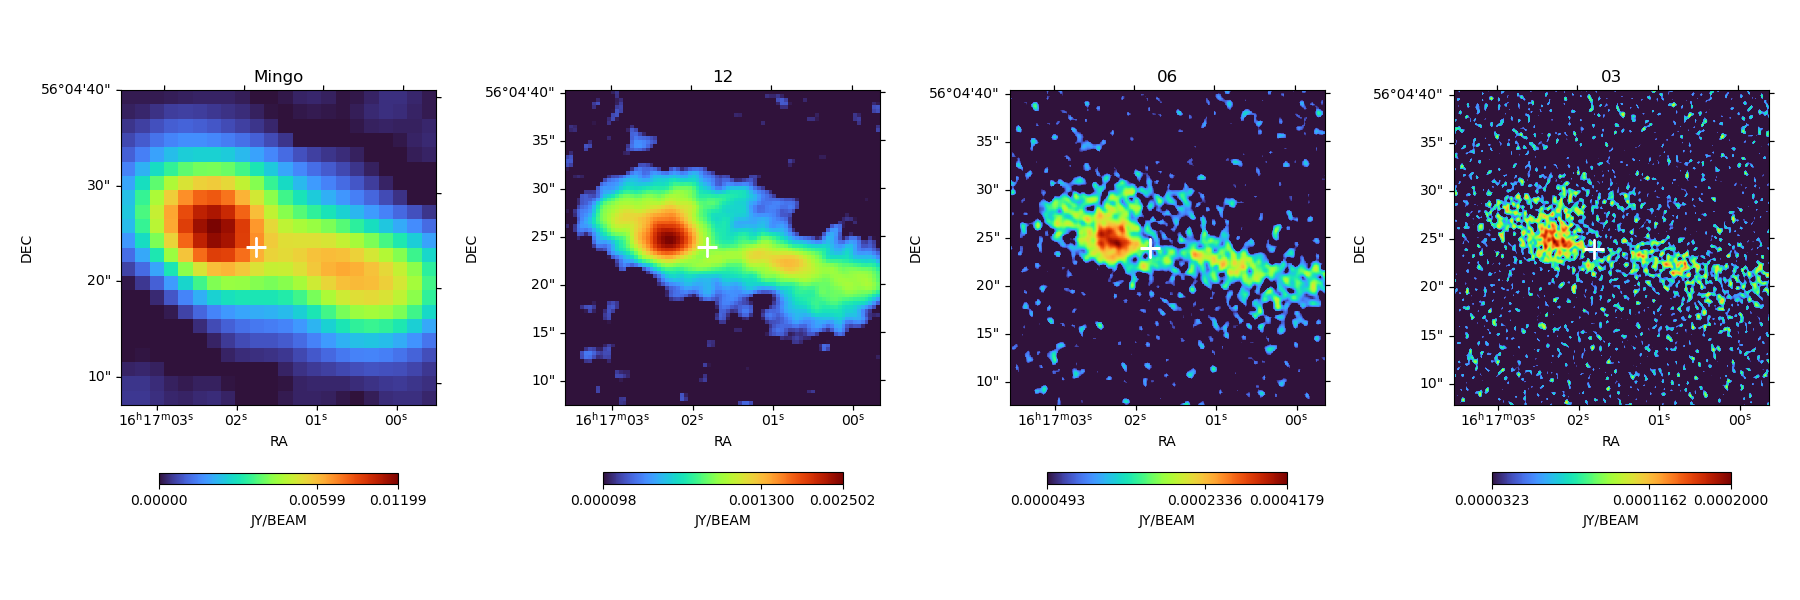 Mingo
56°04'40"
30"
20"
10"
DEC
16ʰ17ᵐ03ˢ 02ˢ 01ˢ 00ˢ
RA
0.00000 0.00599 0.01199
JY/BEAM
12
56°04'40"
35"
30"
25"
20"
15"
10"
DEC
16ʰ17ᵐ03ˢ 02ˢ 01ˢ 00ˢ
RA
0.000098 0.001300 0.002502
JY/BEAM
06
56°04'40"
35"
30"
25"
20"
15"
10"
DEC
16ʰ17ᵐ03ˢ 02ˢ 01ˢ 00ˢ
RA
0.0000493 0.0002336 0.0004179
JY/BEAM
03
56°04'40"
35"
30"
25"
20"
15"
10"
DEC
16ʰ17ᵐ03ˢ 02ˢ 01ˢ 00ˢ
RA
0.0000323 0.0001162 0.0002000
JY/BEAM